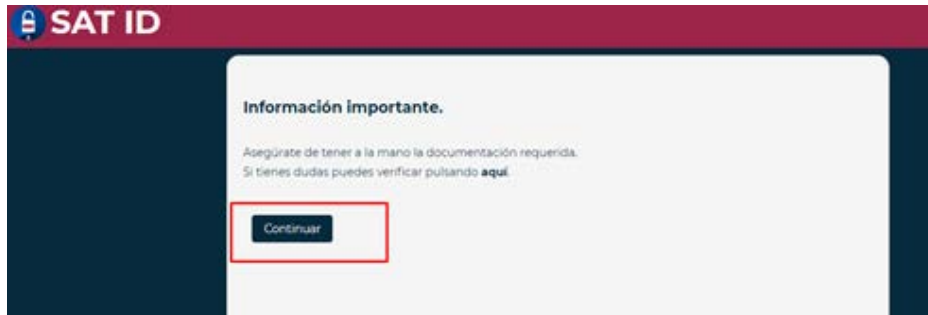 SAT ID
Información importante.
Asegúrate de tener a la mano la documentación requerida.
Si tienes dudas puedes verificar pulsando aquí.
Continuar